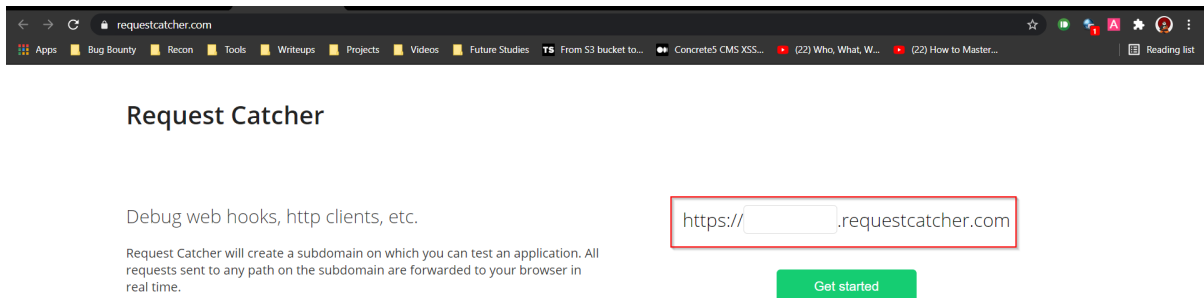 requestcatcher.com
Apps Bug Bounty Recon Tools Writeups Projects Videos Future Studies TS From S3 bucket to... Concrete5 CMS XSS... (22) Who, What, W... (22) How to Master... Reading list
Request Catcher
Debug web hooks, http clients, etc.
https:// .requestcatcher.com
Request Catcher will create a subdomain on which you can test an application. All
requests sent to any path on the subdomain are forwarded to your browser in
real time.
Get started